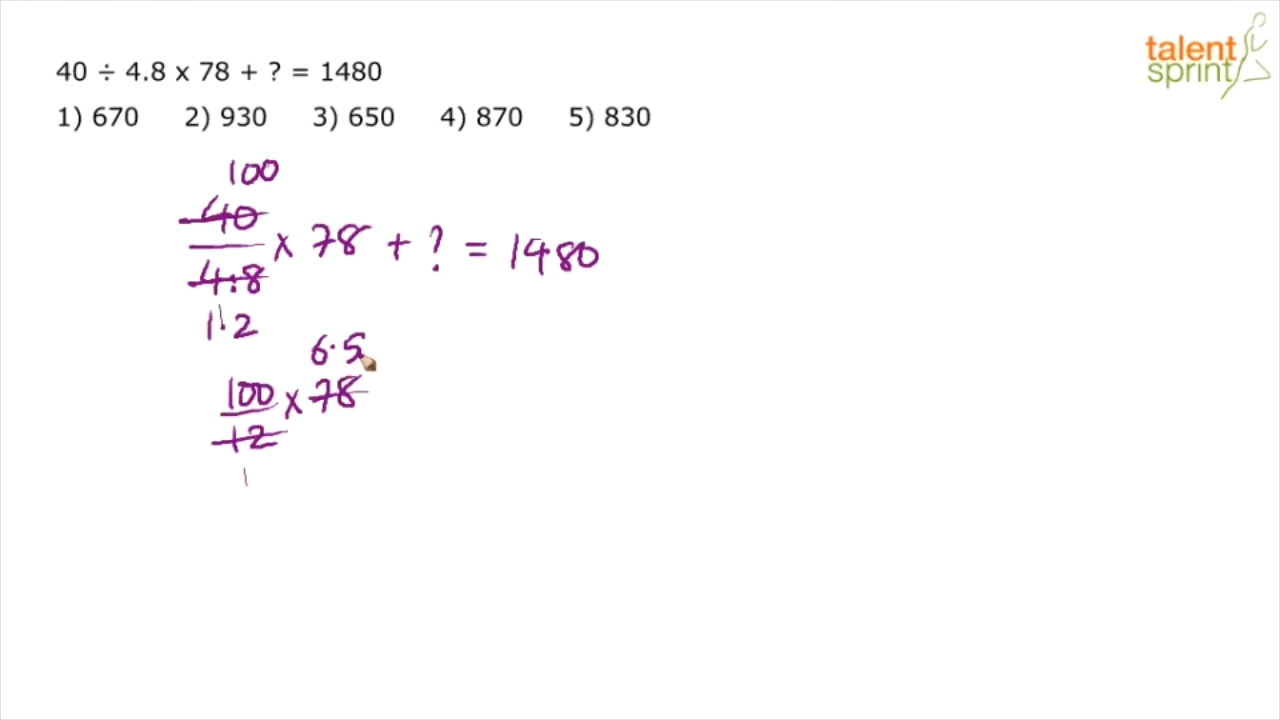 talent
sprint
40 ÷ 4.8 x 78 + ? = 1480
1) 670 2) 930 3) 650 4) 870 5) 830
100
40
4.8
x 78 + ? = 1480
1.2
6.5
100
12
x 78
1